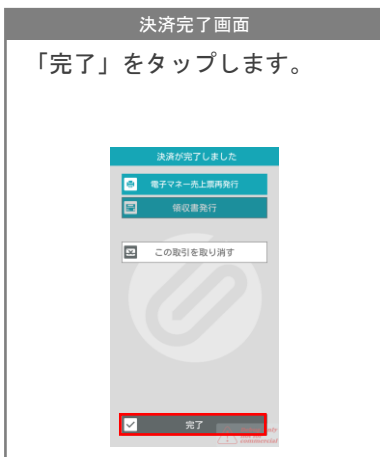 決済完了画面
「完了」をタップします。
決済が完了しました
電子マネー売上票再発行
領収書発行
この取引を取り消す
完了
commercial